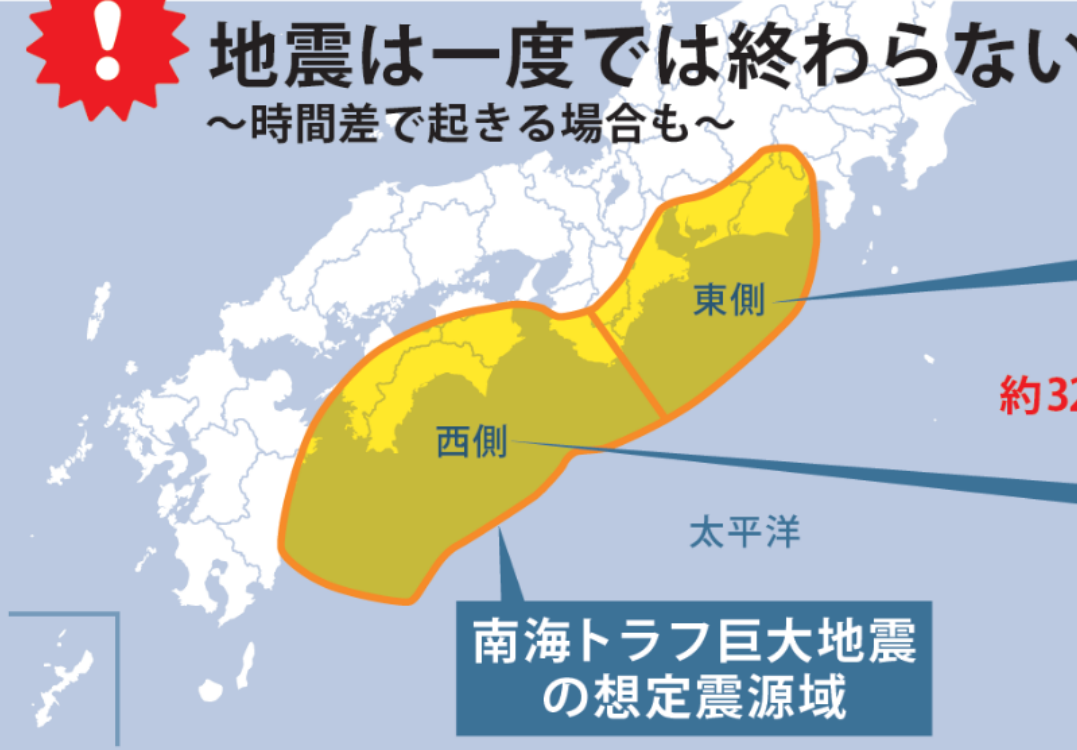 地震は一度では終わらない
～時間差で起きる場合も～
東側
約32
西側
太平洋
南海トラフ巨大地震
の想定震源域